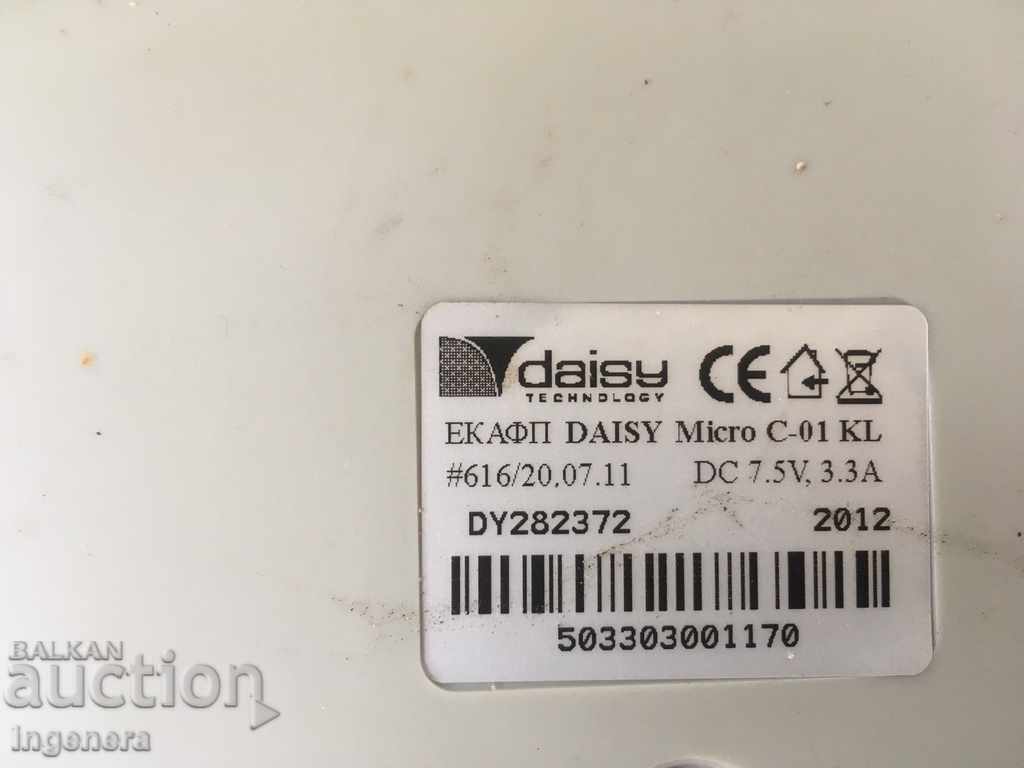 daisy
TECHNOLOGY
CE
ЕКАФП DAISY Micro C-01 KL
#616/20,07.11 DC 7.5V, 3.3A
DY282372 2012
503303001170
BALKAN
auction
Ingenera